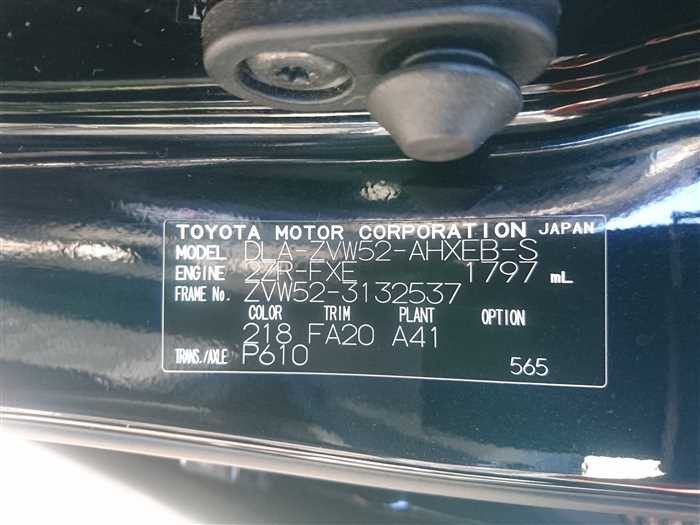 TOYOTA MOTOR CORPORATION JAPAN
MODEL DLA-ZVW52-AHXEB-S
ENGINE 2ZR-FXE 1797 mL
FRAME No. ZVW52-3132537
COLOR TRIM PLANT OPTION
218 FA20 A41
TRANS./AXLE P610
565